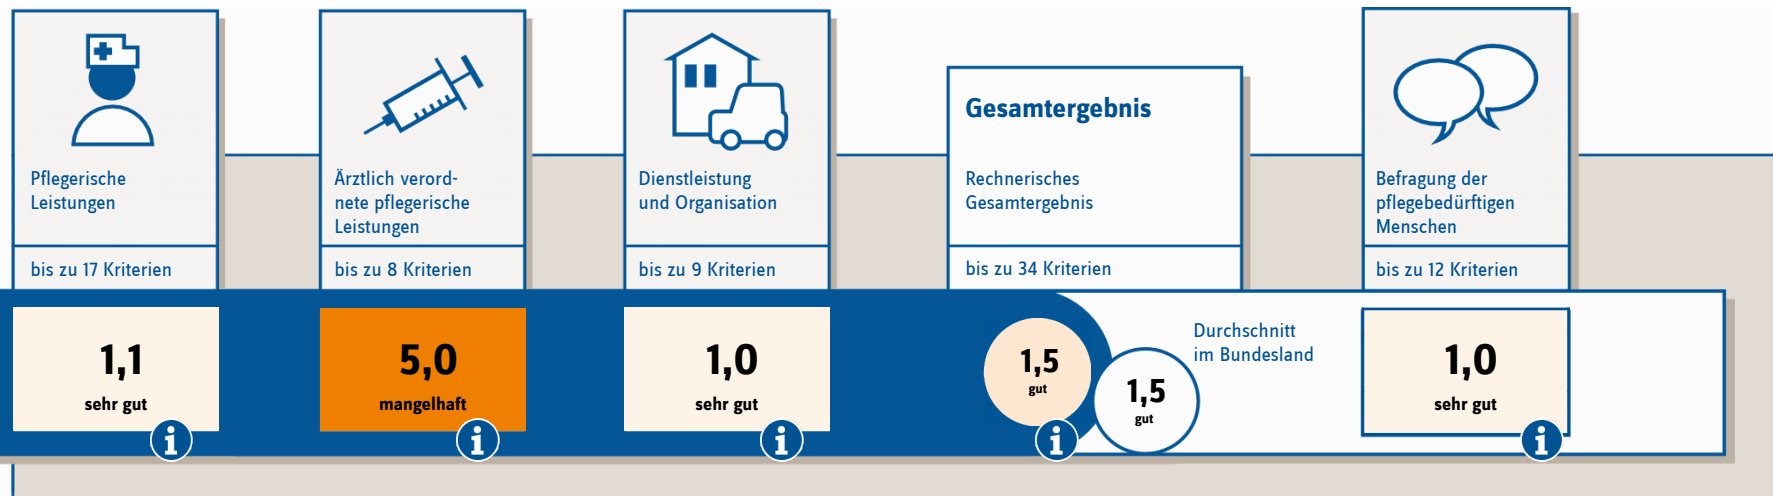 Pflegerische
Leistungen
bis zu 17 Kriterien
1,1
sehr gut
i
Ärztlich verord-
nete pflegerische
Leistungen
bis zu 8 Kriterien
5,0
mangelhaft
i
Dienstleistung
und Organisation
bis zu 9 Kriterien
1,0
sehr gut
i
Gesamtergebnis
Rechnerisches
Gesamtergebnis
bis zu 34 Kriterien
1,5
gut
i
Durchschnitt
im Bundesland
1,5
gut
Befragung der
pflegebedürftigen
Menschen
bis zu 12 Kriterien
1,0
sehr gut
i